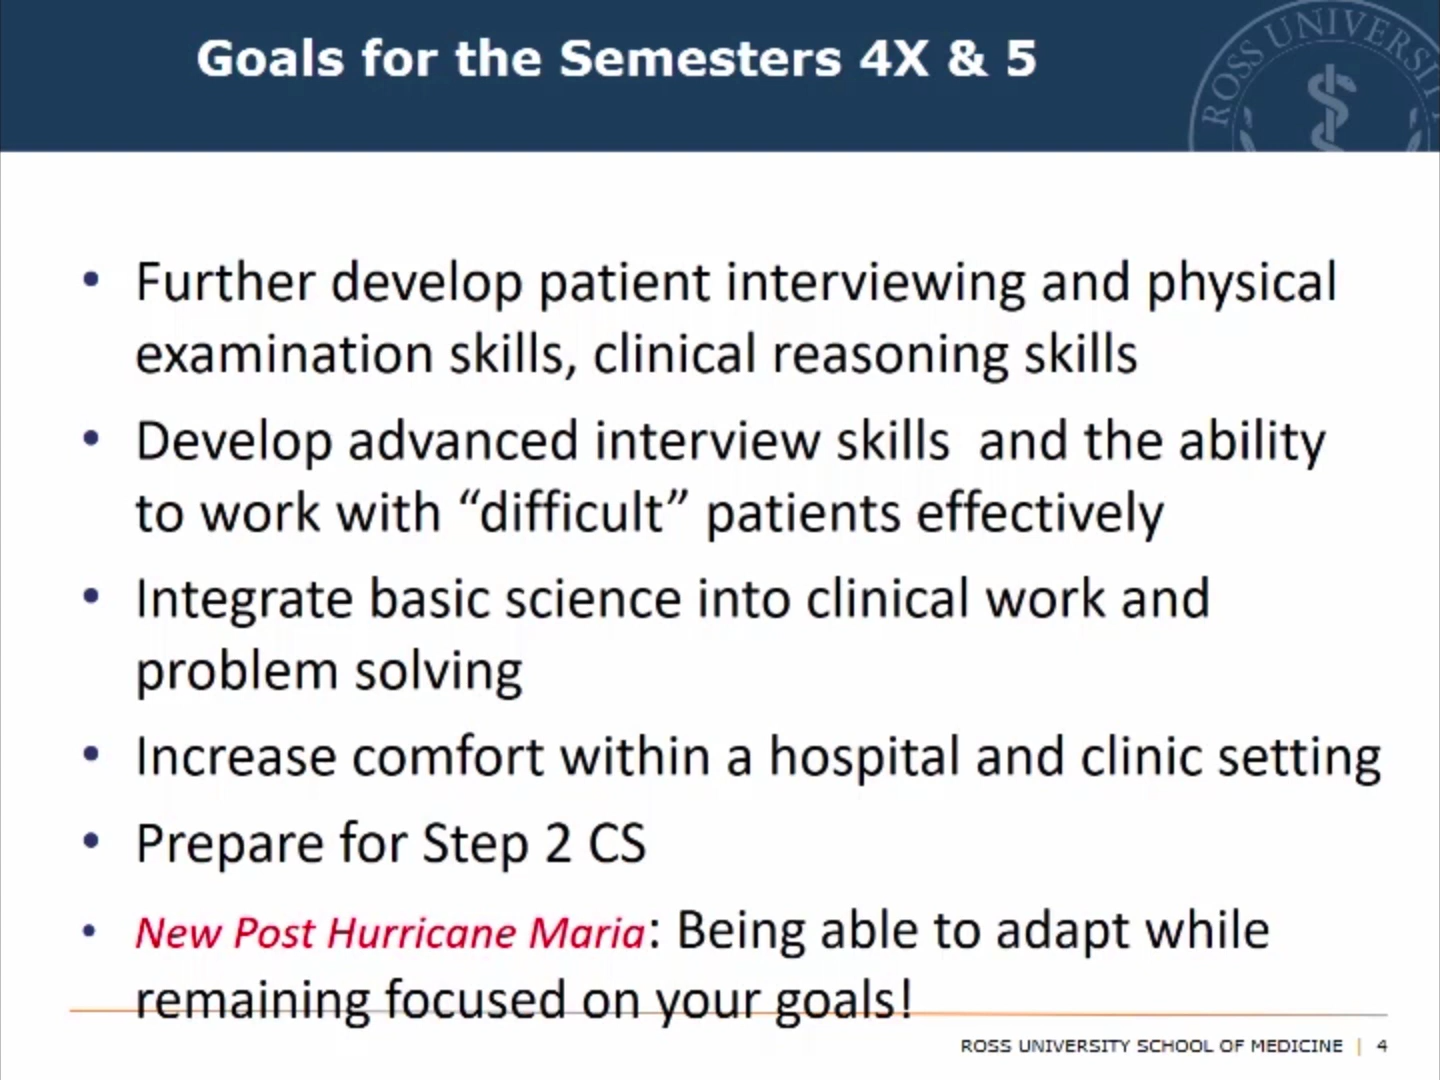 Goals for the Semesters 4X & 5
ROSS UNIVERSIT
• Further develop patient interviewing and physical
examination skills, clinical reasoning skills
• Develop advanced interview skills  and the ability
to work with “difficult” patients effectively
• Integrate basic science into clinical work and
problem solving
• Increase comfort within a hospital and clinic setting
• Prepare for Step 2 CS
• New Post Hurricane Maria: Being able to adapt while
remaining focused on your goals!
ROSS UNIVERSITY SCHOOL OF MEDICINE | 4